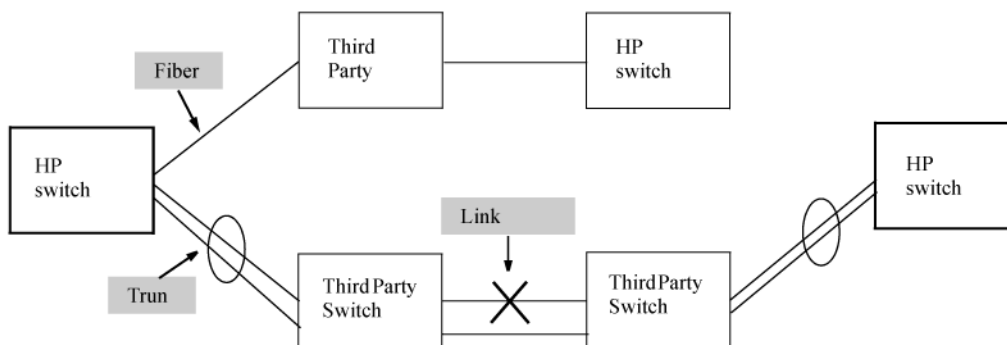 Third
Party
HP
switch
Fiber
HP
switch
HP
switch
Link
Trun
Third Party
Switch
Third Party
Switch